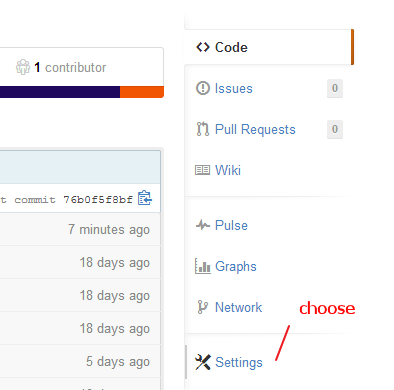 Code
1 contributor
Issues 0
Pull Requests 0
Wiki
t commit 76b0f5f8bf
7 minutes ago
Pulse
18 days ago
Graphs
18 days ago
Network
choose
18 days ago
Settings
5 days ago